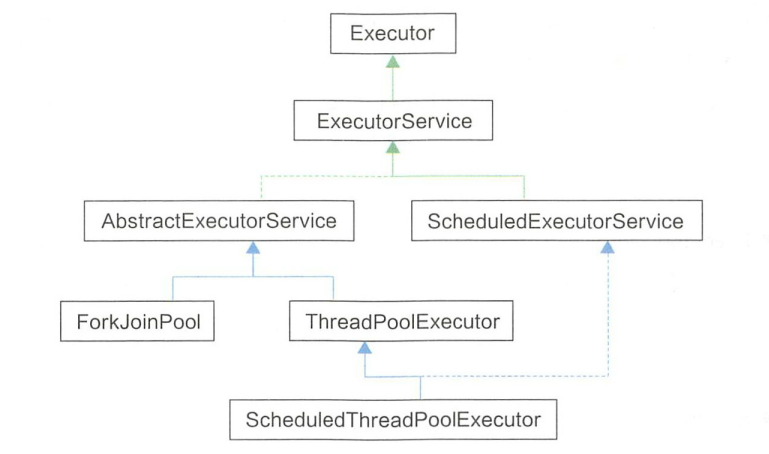 Executor
ExecutorService
AbstractExecutorService
ScheduledExecutorService
ForkJoinPool
ThreadPoolExecutor
ScheduledThreadPoolExecutor